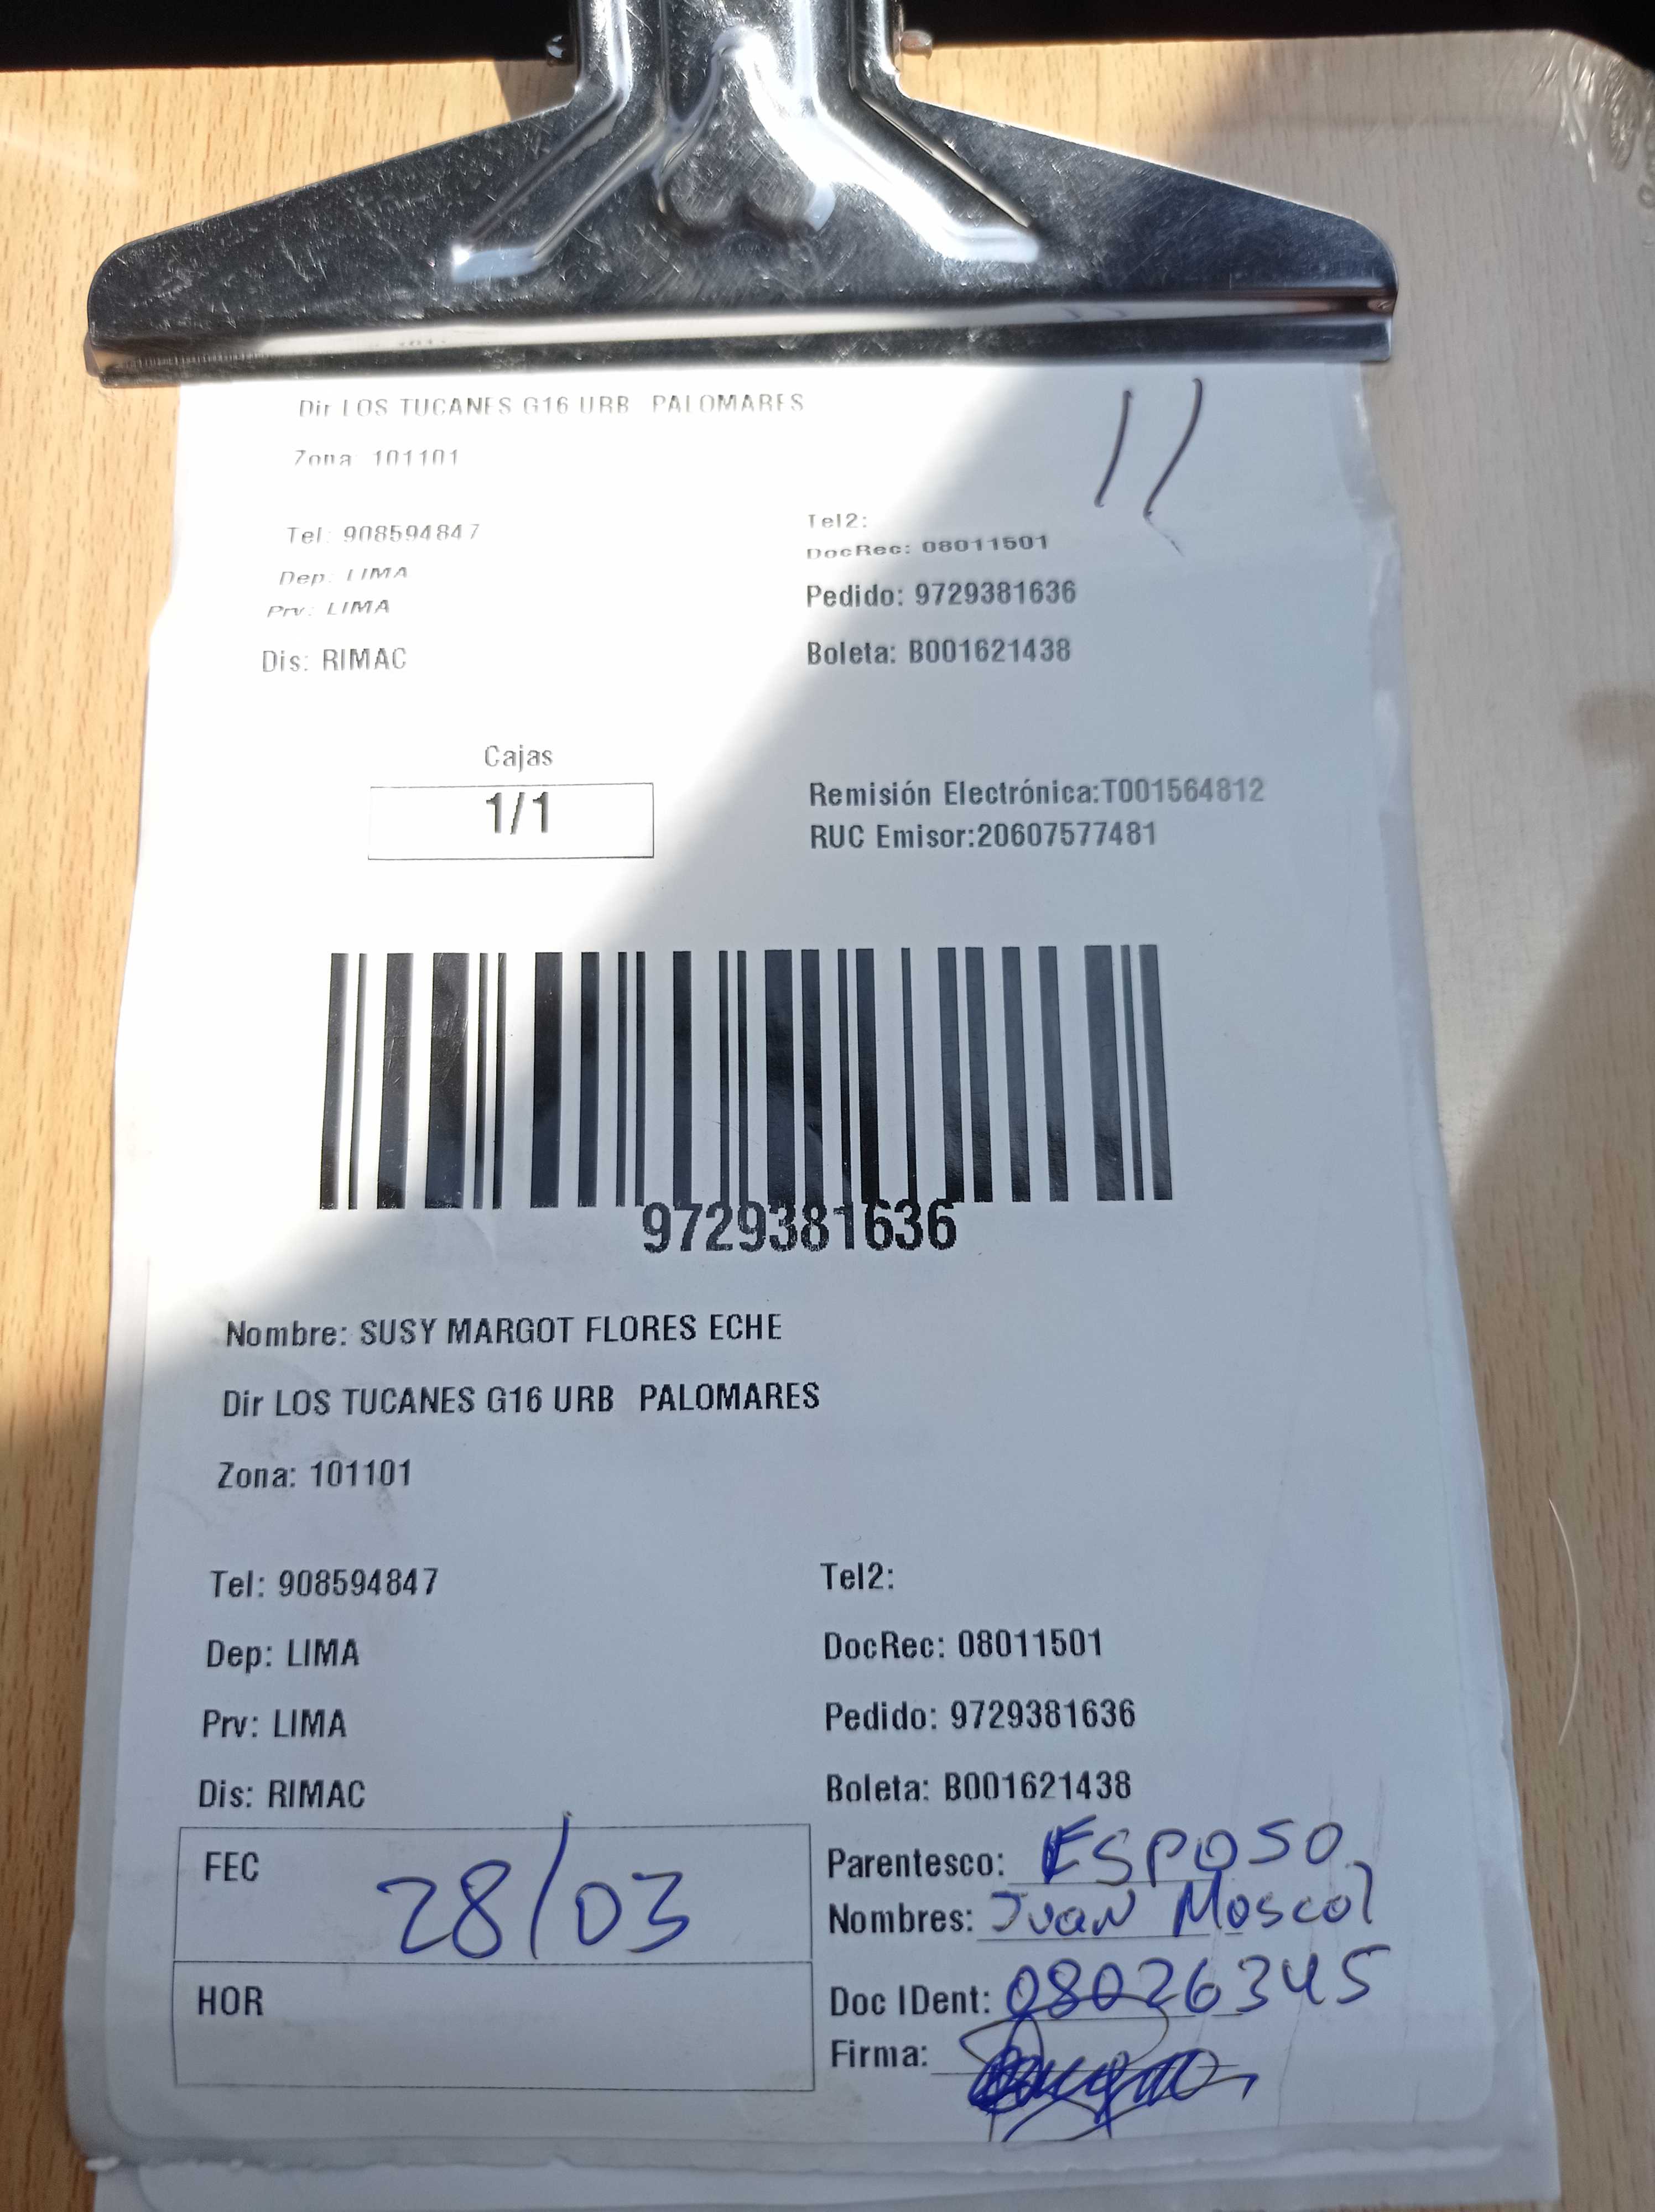 Dir LOS TUCANES G16 URB PALOMARES
Zona: 101101
11
Tel: 908594847
Tel2:
DocRec: 08011501
Dep: LIMA
Prv: LIMA
Pedido: 9729381636
Dis: RIMAC
Boleta: B001621438
Cajas
1/1
Remisión Electrónica:T001564812
RUC Emisor:20607577481
9729381636
Nombre: SUSY MARGOT FLORES ECHE
Dir LOS TUCANES G16 URB PALOMARES
Zona: 101101
Tel: 908594847
Tel2:
Dep: LIMA
DocRec: 08011501
Prv: LIMA
Pedido: 9729381636
Dis: RIMAC
Boleta: B001621438
FEC 28/03
HOR
Parentesco: ESPOSO
Nombres: Juan Moscol
Doc IDent: 08026345
Firma: